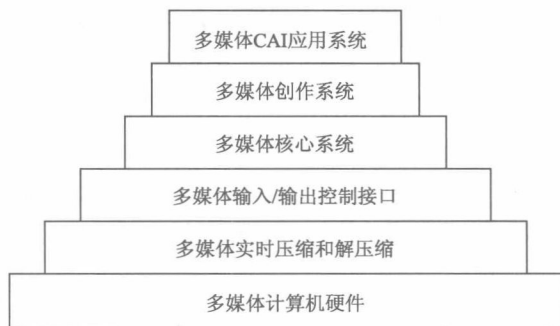 多媒体CAI应用系统
多媒体创作系统
多媒体核心系统
多媒体输入/输出控制接口
多媒体实时压缩和解压缩
多媒体计算机硬件